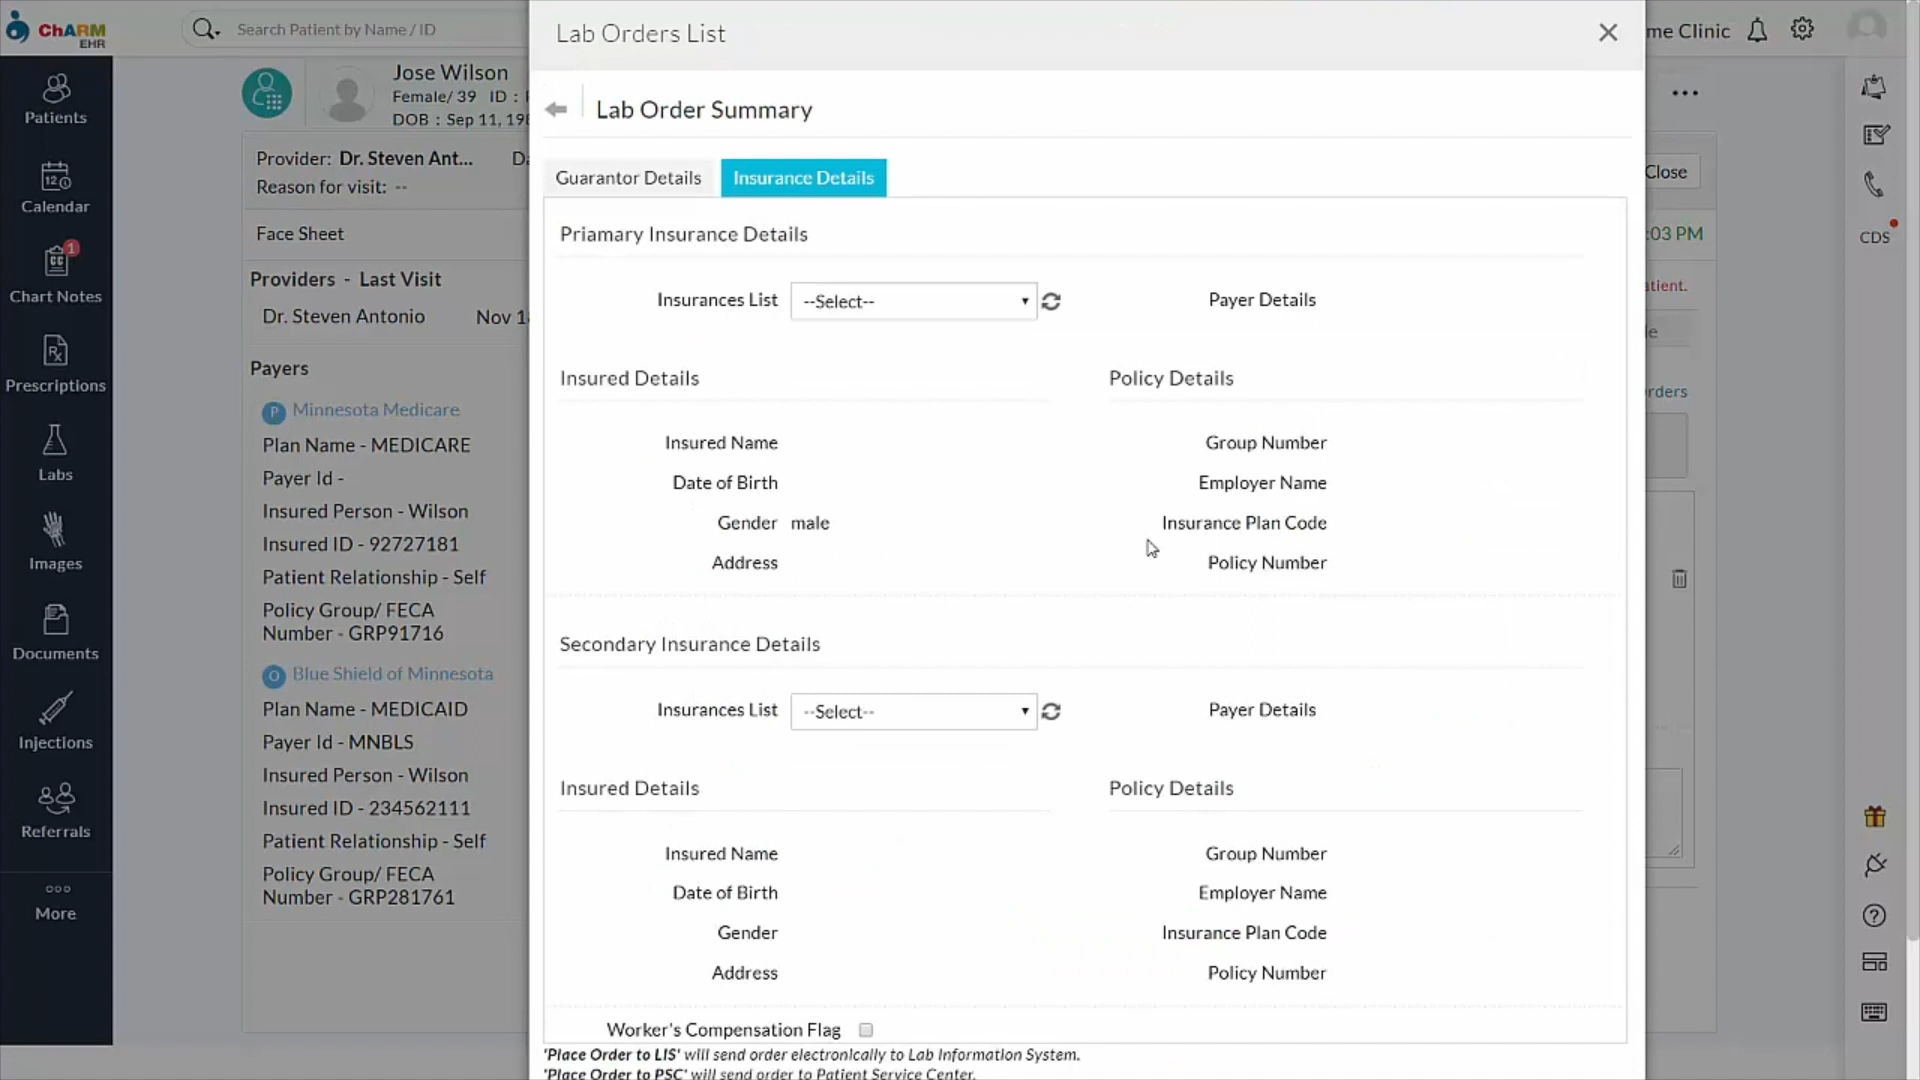 ChARM
EHR
Search Patient by Name / ID
Lab Orders List
me Clinic
Patients
12
Calendar
1
CC
Chart Notes
Rx
Prescriptions
Labs
Images
Documents
Injections
Referrals
More
Jose Wilson
Female/ 39 ID :
DOB : Sep 11, 198
Provider: Dr. Steven Ant...
Reason for visit: --
Face Sheet
Providers - Last Visit
Dr. Steven Antonio Nov 1
Payers
P Minnesota Medicare
Plan Name - MEDICARE
Payer Id -
Insured Person - Wilson
Insured ID - 92727181
Patient Relationship - Self
Policy Group/ FECA
Number - GRP91716
O Blue Shield of Minnesota
Plan Name - MEDICAID
Payer Id - MNBLS
Insured Person - Wilson
Insured ID - 234562111
Patient Relationship - Self
Policy Group/ FECA
Number - GRP281761
Lab Order Summary
Guarantor Details Insurance Details
Priamary Insurance Details
Insurances List --Select-- Payer Details
Insured Details Policy Details
Insured Name Group Number
Date of Birth Employer Name
Gender male Insurance Plan Code
Address Policy Number
Secondary Insurance Details
Insurances List --Select-- Payer Details
Insured Details Policy Details
Insured Name Group Number
Date of Birth Employer Name
Gender Insurance Plan Code
Address Policy Number
Worker's Compensation Flag
'Place Order to LIS' will send order electronically to Lab Information System.
'Place Order to PSC' will send order to Patient Service Center.
Close
:03 PM
atient.
le
rders
CDS